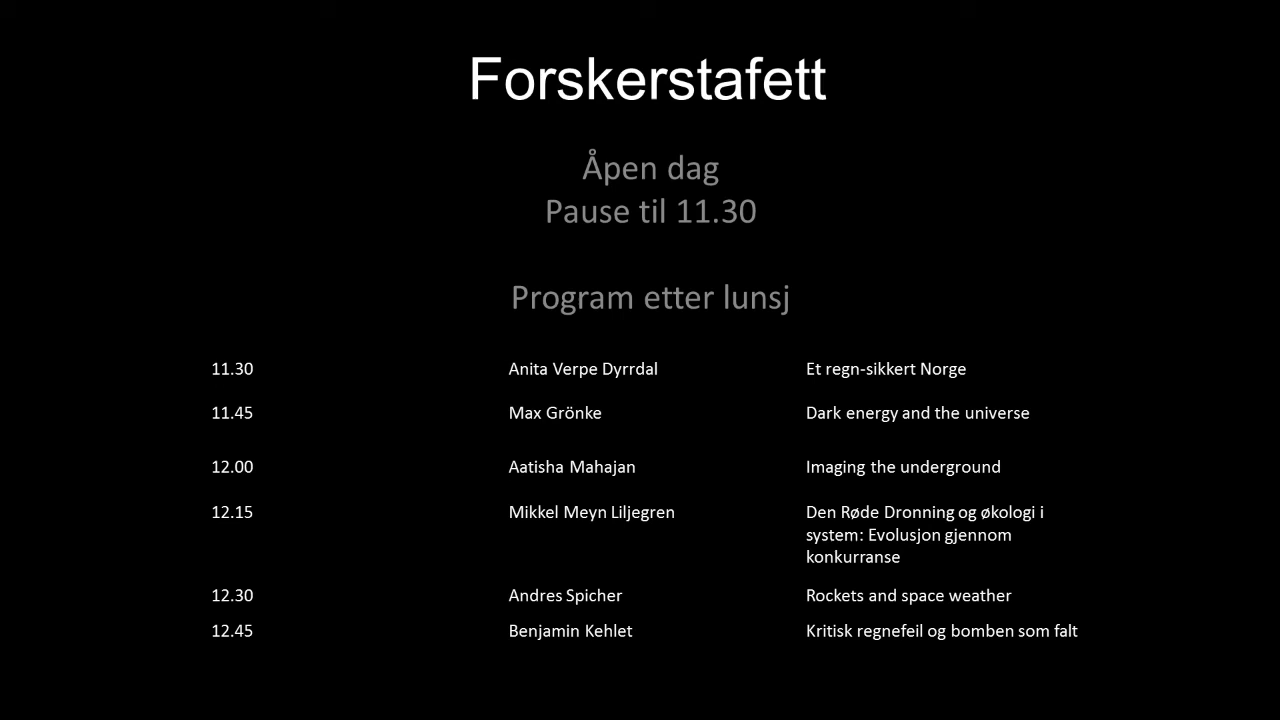 Forskerstafett
Åpen dag
Pause til 11.30
Program etter lunsj
11.30 Anita Verpe Dyrrdal Et regn-sikkert Norge
11.45 Max Grönke Dark energy and the universe
12.00 Aatisha Mahajan Imaging the underground
12.15 Mikkel Meyn Liljegren Den Røde Dronning og økologi i
system: Evolusjon gjennom
konkurranse
12.30 Andres Spicher Rockets and space weather
12.45 Benjamin Kehlet Kritisk regnefeil og bomben som falt